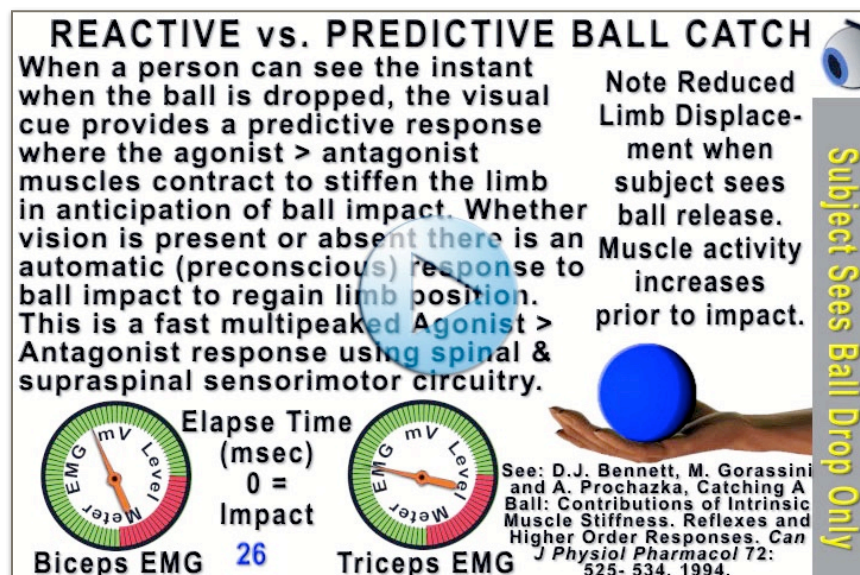 REACTIVE vs. PREDICTIVE BALL CATCH
When a person can see the instant
when the ball is dropped, the visual
cue provides a predictive response
where the agonist > antagonist
muscles contract to stiffen the limb
in anticipation of ball impact. Whether
vision is present or absent there is an
automatic (preconscious) response to
ball impact to regain limb position.
This is a fast multipeaked Agonist >
Antagonist response using spinal &
supraspinal sensorimotor circuitry.
Note Reduced
Limb Displace-
ment when
subject sees
ball release.
Muscle activity
increases
prior to impact.
Subject Sees Ball Drop Only
EMG mV Level Meter
Biceps EMG
Elapse Time
(msec)
0 =
Impact
26
EMG mV Level Meter
Triceps EMG
See: D.J. Bennett, M. Gorassini
and A. Prochazka, Catching A
Ball: Contributions of Intrinsic
Muscle Stiffness. Reflexes and
Higher Order Responses. Can
J Physiol Pharmacol 72:
525- 534, 1994.